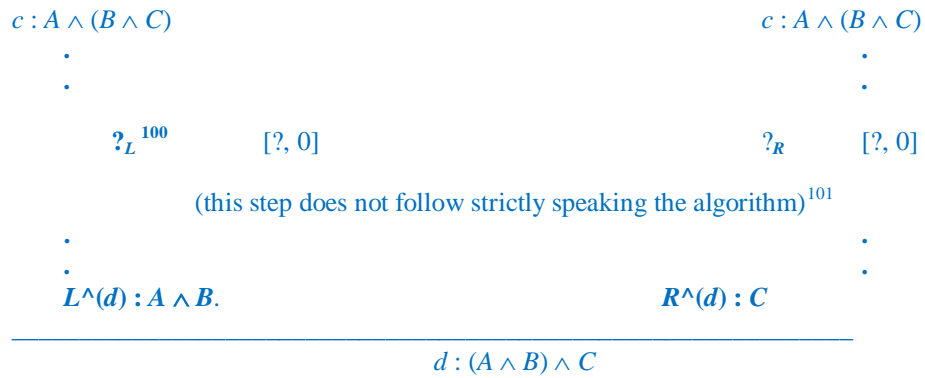 c : A ∧ (B ∧ C) c : A ∧ (B ∧ C)
. .
. .
?L 100 [?, 0] ?R [?, 0]
(this step does not follow strictly speaking the algorithm)101
. .
. .
L^(d) : A ∧ B. R^(d) : C
d : (A ∧ B) ∧ C